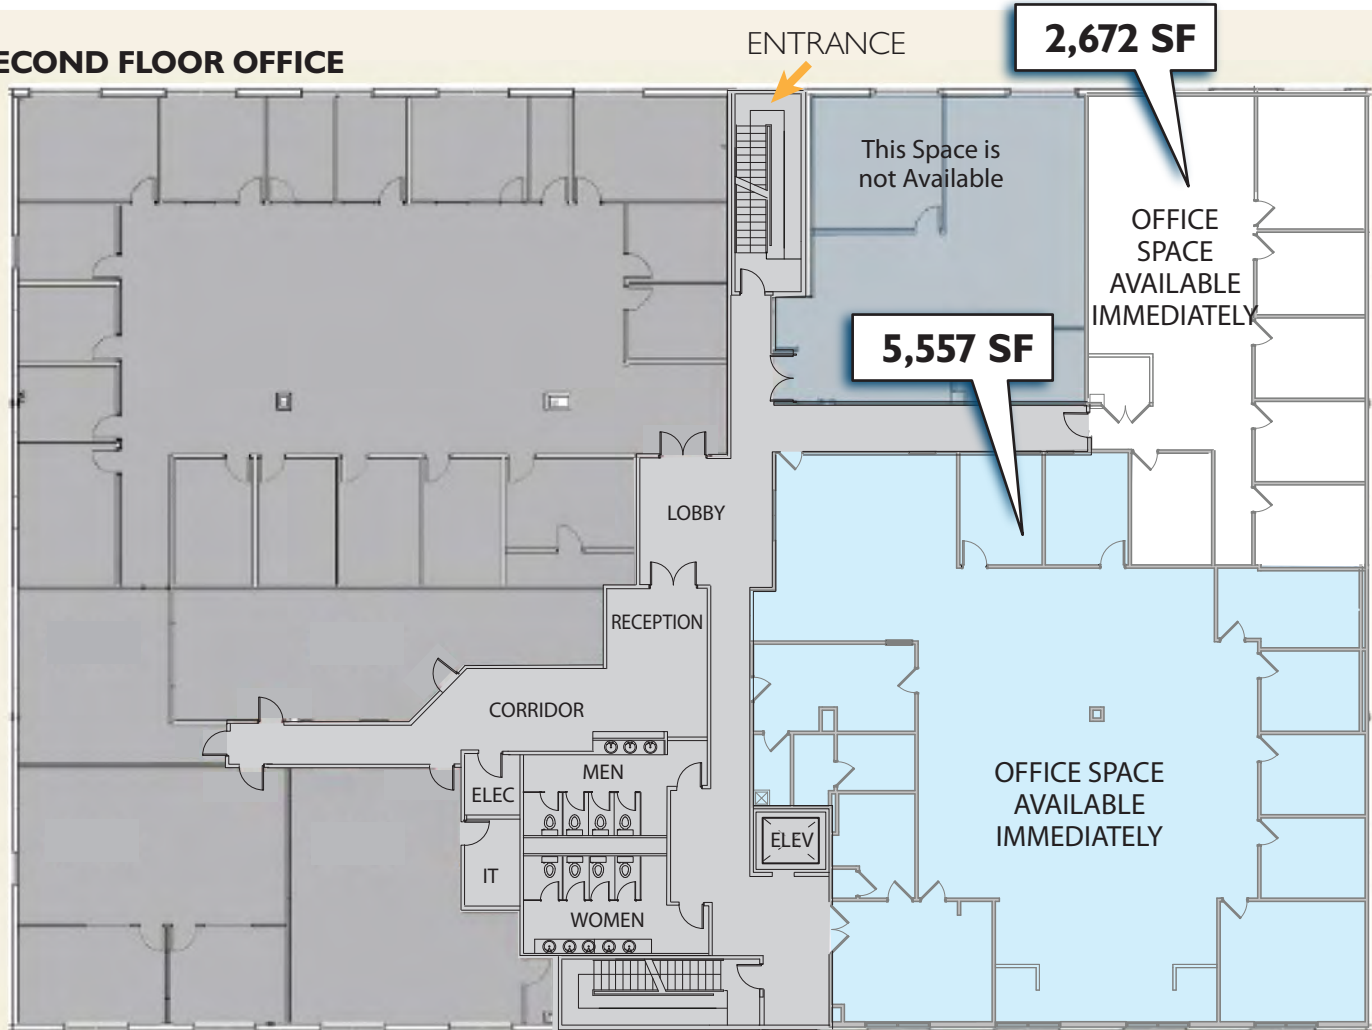 ECOND FLOOR OFFICE
ENTRANCE
2,672 SF
This Space is
not Available
OFFICE
SPACE
AVAILABLE
IMMEDIATELY
5,557 SF
LOBBY
RECEPTION
CORRIDOR
MEN
ELEC
OFFICE SPACE
AVAILABLE
IMMEDIATELY
ELEV
IT
WOMEN